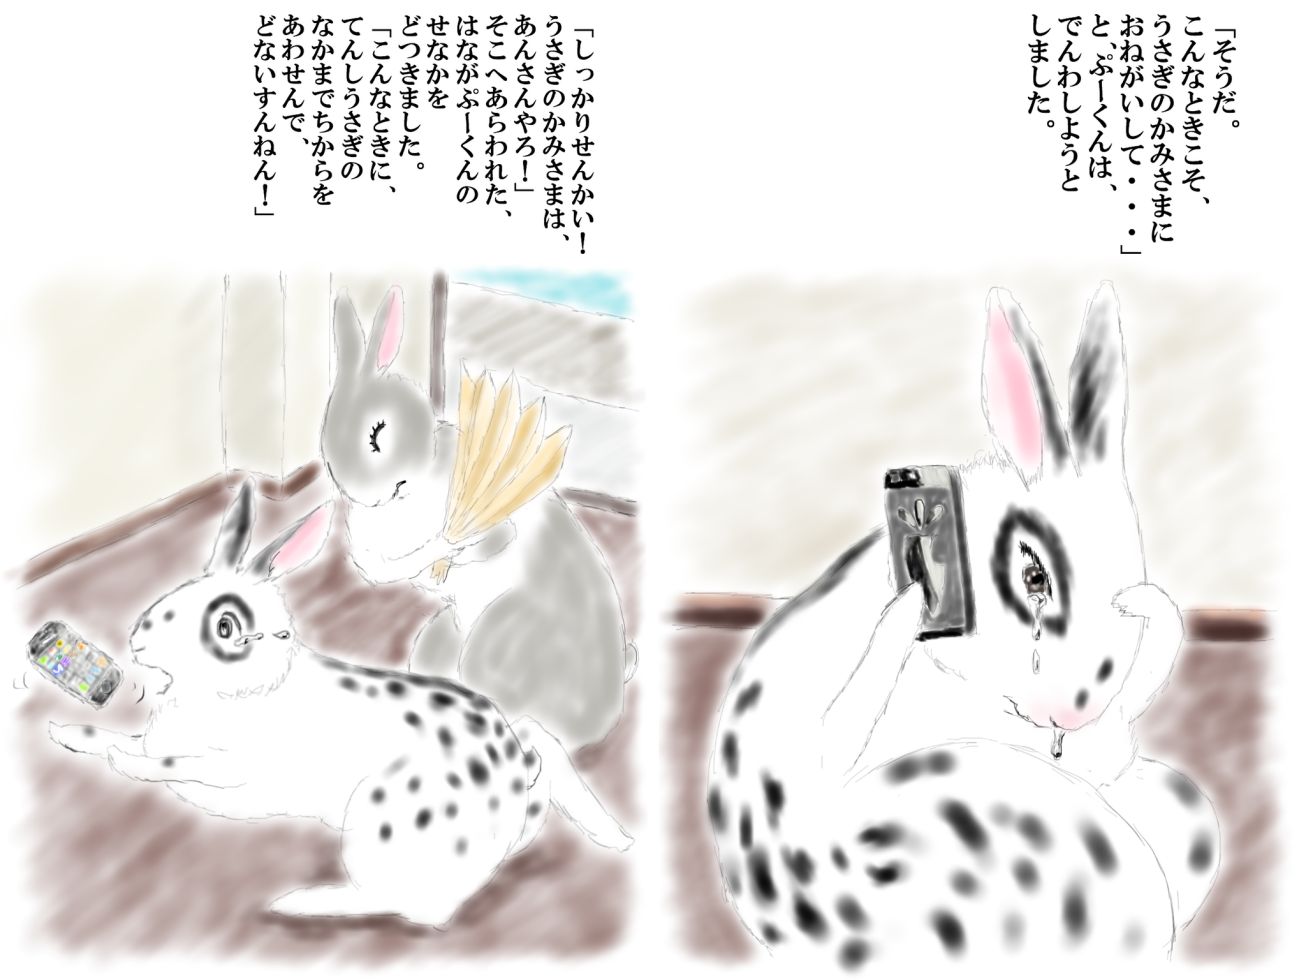 「そうだ。
こんなときこそ、
うさぎのかみさまに
おねがいして・・・」
と、ぷーくんは、
でんわしようと
しました。
「しっかりせんかい！
うさぎのかみさまは、
あんさんやろ！」
そこへあらわれた、
はながぷーくんの
せなかを
どつきました。
「こんなときに、
てんしうさぎの
なかまでちからを
あわせんで、
どないすんねん！」